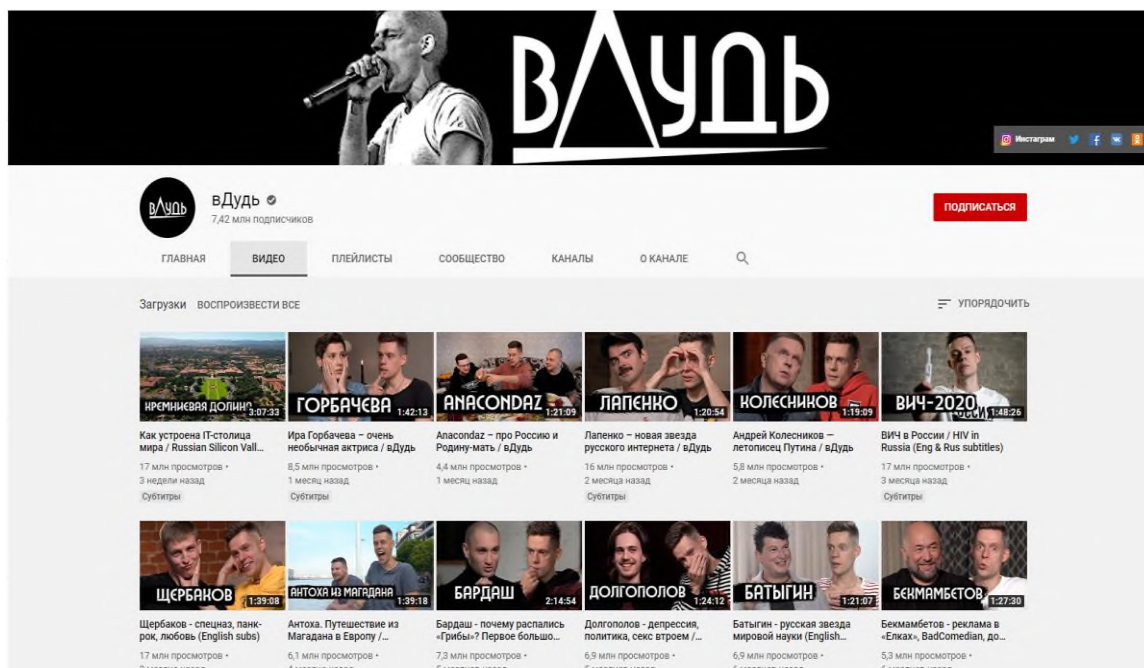 вДудь
Инстаграм
вДудь
вДудь
7,42 млн подписчиков
ПОДПИСАТЬСЯ
ГЛАВНАЯ ВИДЕО ПЛЕЙЛИСТЫ СООБЩЕСТВО КАНАЛЫ О КАНАЛЕ
Загрузки ВОСПРОИЗВЕСТИ ВСЕ
УПОРЯДОЧИТЬ
КРЕМНИЕВАЯ ДОЛИНА 3:07:33
Как устроена IT-столица
мира / Russian Silicon Vall...
17 млн просмотров •
3 недели назад
Субтитры
ГОРБАЧЕВА 1:42:13
Ира Горбачева – очень
необычная актриса / вДудь
8,5 млн просмотров •
1 месяц назад
Субтитры
ANACONDAZ 1:21:09
Anacondaz – про Россию и
Родину-мать / вДудь
4,4 млн просмотров •
1 месяц назад
ЛАПЕНКО 1:20:54
Лапенко – новая звезда
русского интернета / вДудь
16 млн просмотров •
2 месяца назад
Субтитры
КОЛЕСНИКОВ 1:19:09
Андрей Колесников —
летописец Путина / вДудь
5,8 млн просмотров •
2 месяца назад
ВИЧ-2020 1:48:26
ВИЧ в России / HIV in
Russia (Eng & Rus subtitles)
17 млн просмотров •
3 месяца назад
Субтитры
ЩЕРБАКОВ 1:39:08
Щербаков - спецназ, панк-
рок, любовь (English subs)
17 млн просмотров •
АНТОХА ИЗ МАГАДАНА 1:39:18
Антоха. Путешествие из
Магадана в Европу /...
6,1 млн просмотров •
БАРДАШ 2:14:54
Бардаш - почему распались
«Грибы»? Первое большо...
7,3 млн просмотров •
ДОЛГОПОЛОВ 1:24:12
Долгополов - депрессия,
политика, секс втроем /...
6,9 млн просмотров •
БАТЫГИН 1:21:07
Батыгин - русская звезда
мировой науки (English...
6,9 млн просмотров •
БЕКМАМБЕТОВ 1:27:30
Бекмамбетов - реклама в
«Елках», BadComedian, до...
5,3 млн просмотров •